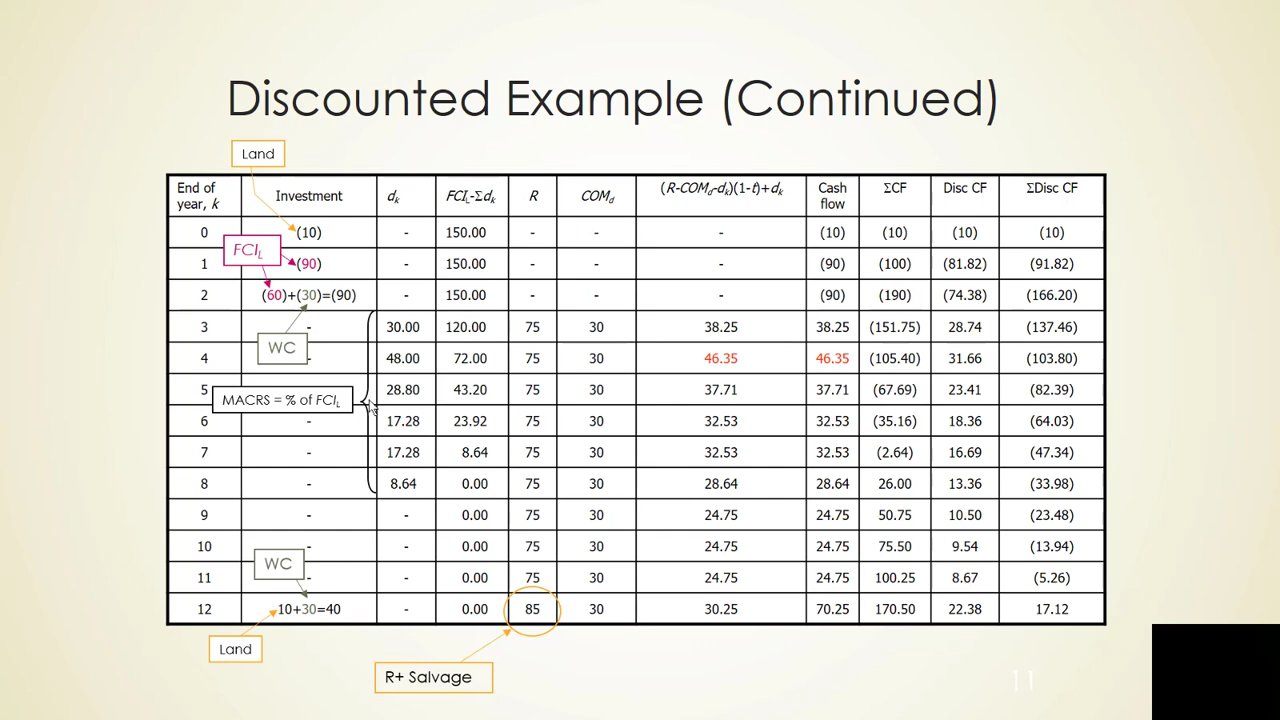 Discounted Example (Continued)
Land
End of year, k Investment dk FCIL-Σdk R COMd (R-COMd-dk)(1-t)+dk Cash flow ΣCF Disc CF ΣDisc CF
0 (10) - 150.00 - - - (10) (10) (10) (10)
FCIL
1 (90) - 150.00 - - - (90) (100) (81.82) (91.82)
2 (60)+(30)=(90) - 150.00 - - - (90) (190) (74.38) (166.20)
3 - 30.00 120.00 75 30 38.25 38.25 (151.75) 28.74 (137.46)
WC
4 - 48.00 72.00 75 30 46.35 46.35 (105.40) 31.66 (103.80)
5 28.80 43.20 75 30 37.71 37.71 (67.69) 23.41 (82.39)
MACRS = % of FCIL
6 - 17.28 23.92 75 30 32.53 32.53 (35.16) 18.36 (64.03)
7 - 17.28 8.64 75 30 32.53 32.53 (2.64) 16.69 (47.34)
8 - 8.64 0.00 75 30 28.64 28.64 26.00 13.36 (33.98)
9 - - 0.00 75 30 24.75 24.75 50.75 10.50 (23.48)
10 - - 0.00 75 30 24.75 24.75 75.50 9.54 (13.94)
WC
11 - - 0.00 75 30 24.75 24.75 100.25 8.67 (5.26)
12 10+30=40 - 0.00 85 30 30.25 70.25 170.50 22.38 17.12
Land
R+ Salvage
11